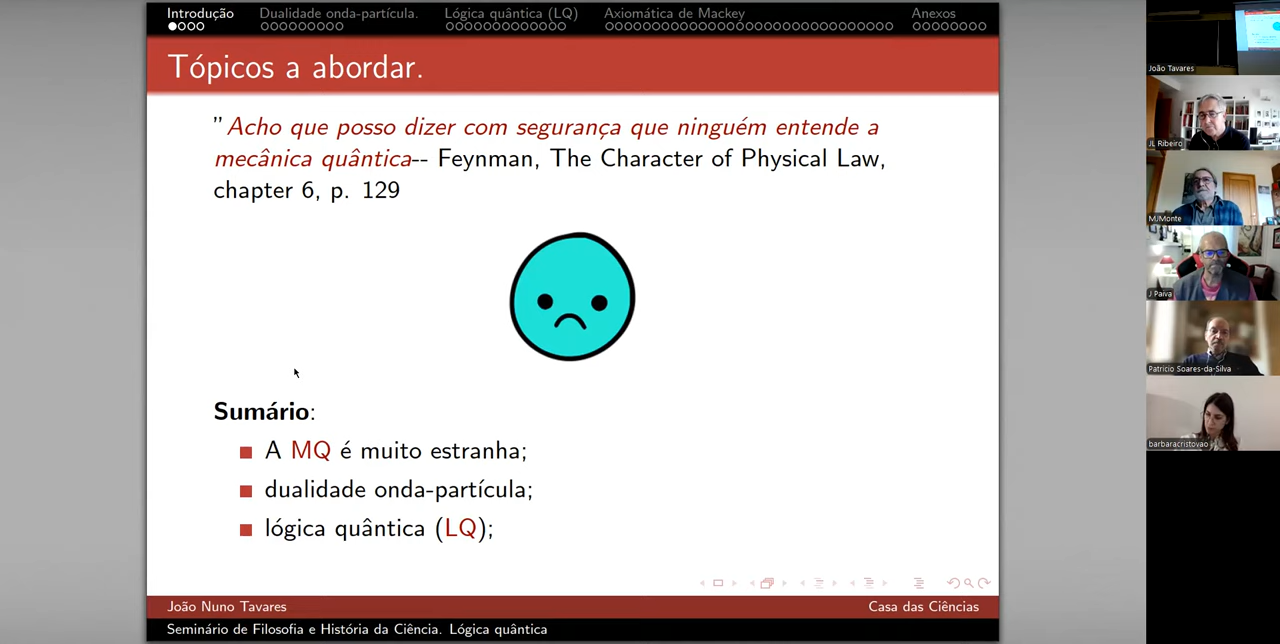 Introdução Dualidade onda-partícula. Lógica quântica (LQ) Axiomática de Mackey Anexos
Tópicos a abordar.
"Acho que posso dizer com segurança que ninguém entende a
mecânica quântica-- Feynman, The Character of Physical Law,
chapter 6, p. 129
Sumário:
A MQ é muito estranha;
dualidade onda-partícula;
lógica quântica (LQ);
João Nuno Tavares Casa das Ciências
Seminário de Filosofia e História da Ciência. Lógica quântica
João Tavares
JL Ribeiro
M.J.Monte
J Paiva
Patricio Soares-da-Silva
barbaracristovao